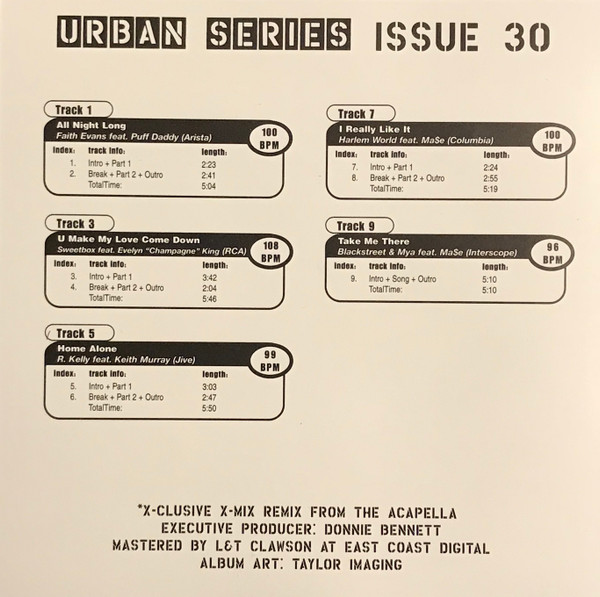 URBAN SERIES ISSUE 30
Track 1
All Night Long
Faith Evans feat. Puff Daddy (Arista)
100
BPM
Index: track info: length:
1. Intro + Part 1 2:23
2. Break + Part 2 + Outro 2:41
TotalTime: 5:04
Track 3
U Make My Love Come Down
Sweetbox feat. Evelyn "Champagne" King (RCA)
108
BPM
Index: track info: length:
3. Intro + Part 1 3:42
4. Break + Part 2 + Outro 2:04
TotalTime: 5:46
Track 5
Home Alone
R. Kelly feat. Keith Murray (Jive)
99
BPM
Index: track info: length:
5. Intro + Part 1 3:03
6. Break + Part 2 + Outro 2:47
TotalTime: 5:50
Track 7
I Really Like It
Harlem World feat. Ma$e (Columbia)
100
BPM
Index: track info: length:
7. Intro + Part 1 2:24
8. Break + Part 2 + Outro 2:55
TotalTime: 5:19
Track 9
Take Me There
Blackstreet & Mya feat. Ma$e (Interscope)
96
BPM
Index: track info: length:
9. Intro + Song + Outro 5:10
TotalTime: 5:10
*X-CLUSIVE X-MIX REMIX FROM THE ACAPELLA
EXECUTIVE PRODUCER: DONNIE BENNETT
MASTERED BY L&T CLAWSON AT EAST COAST DIGITAL
ALBUM ART: TAYLOR IMAGING